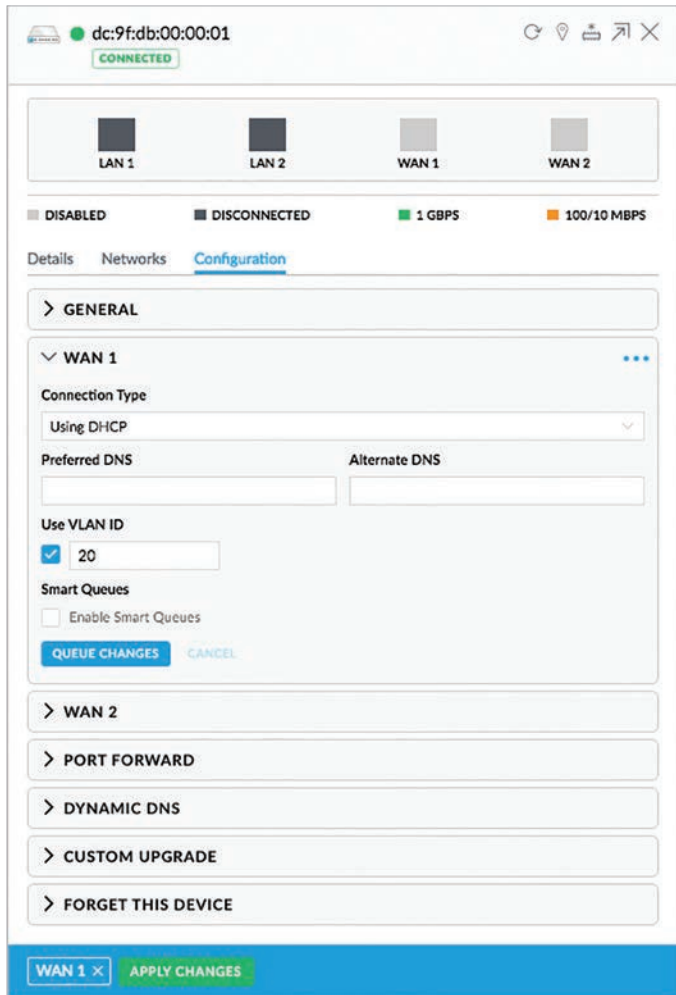 dc:9f:db:00:00:01
CONNECTED
LAN 1 LAN 2 WAN 1 WAN 2
DISABLED DISCONNECTED 1 GBPS 100/10 MBPS
Details Networks Configuration
GENERAL
WAN 1
Connection Type
Using DHCP
Preferred DNS Alternate DNS
Use VLAN ID
20
Smart Queues
Enable Smart Queues
QUEUE CHANGES CANCEL
WAN 2
PORT FORWARD
DYNAMIC DNS
CUSTOM UPGRADE
FORGET THIS DEVICE
WAN 1 × APPLY CHANGES